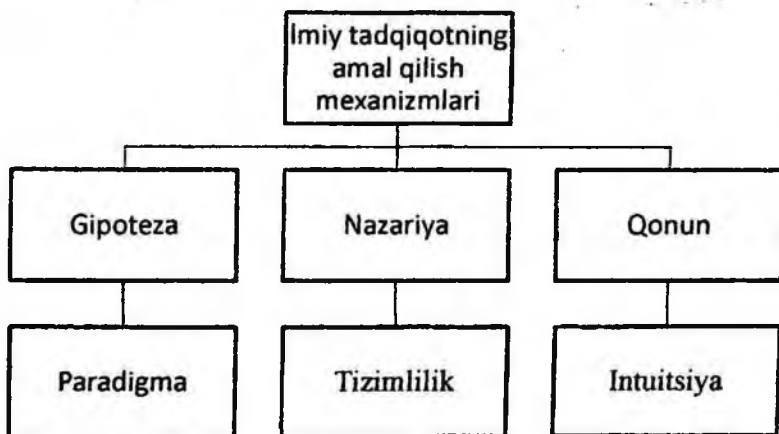 Imiy tadqiqotning
amal qilish
mexanizmlari
Gipoteza
Nazariya
Qonun
Paradigma
Tizimlilik
Intuitsiya